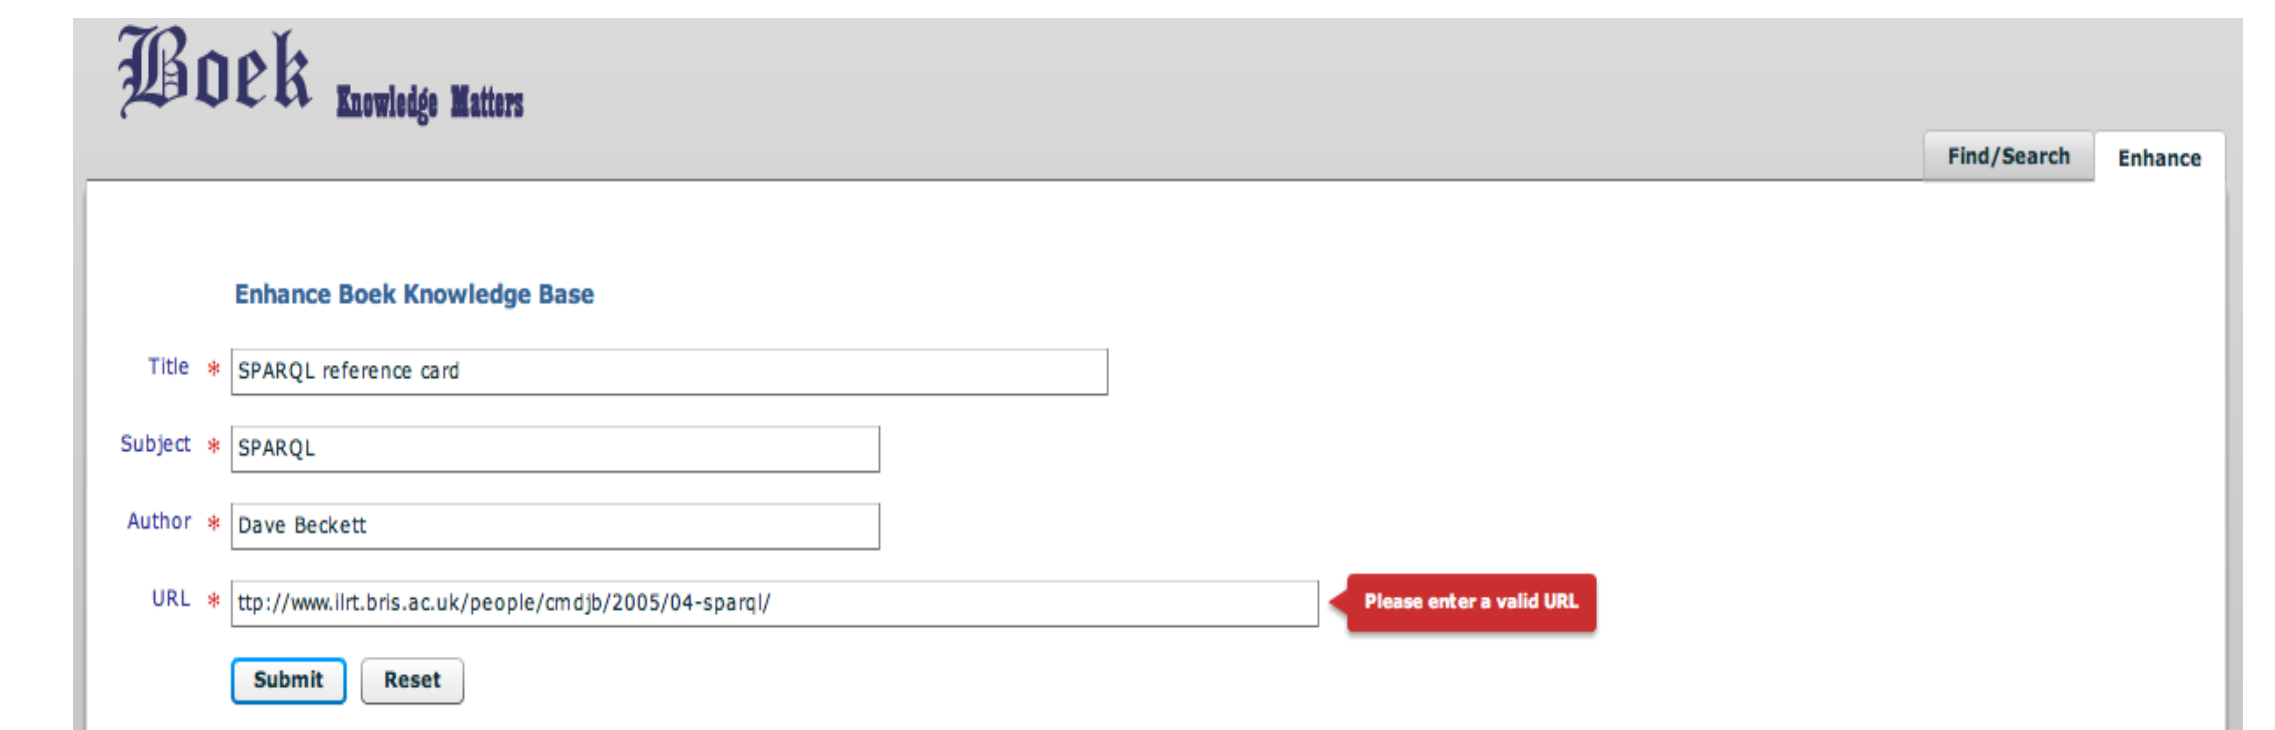 Boek Knowledge Matters
Find/Search Enhance
Enhance Boek Knowledge Base
Title * SPARQL reference card
Subject * SPARQL
Author * Dave Beckett
URL * ttp://www.ilrt.bris.ac.uk/people/cmdjb/2005/04-sparql/ Please enter a valid URL
Submit Reset